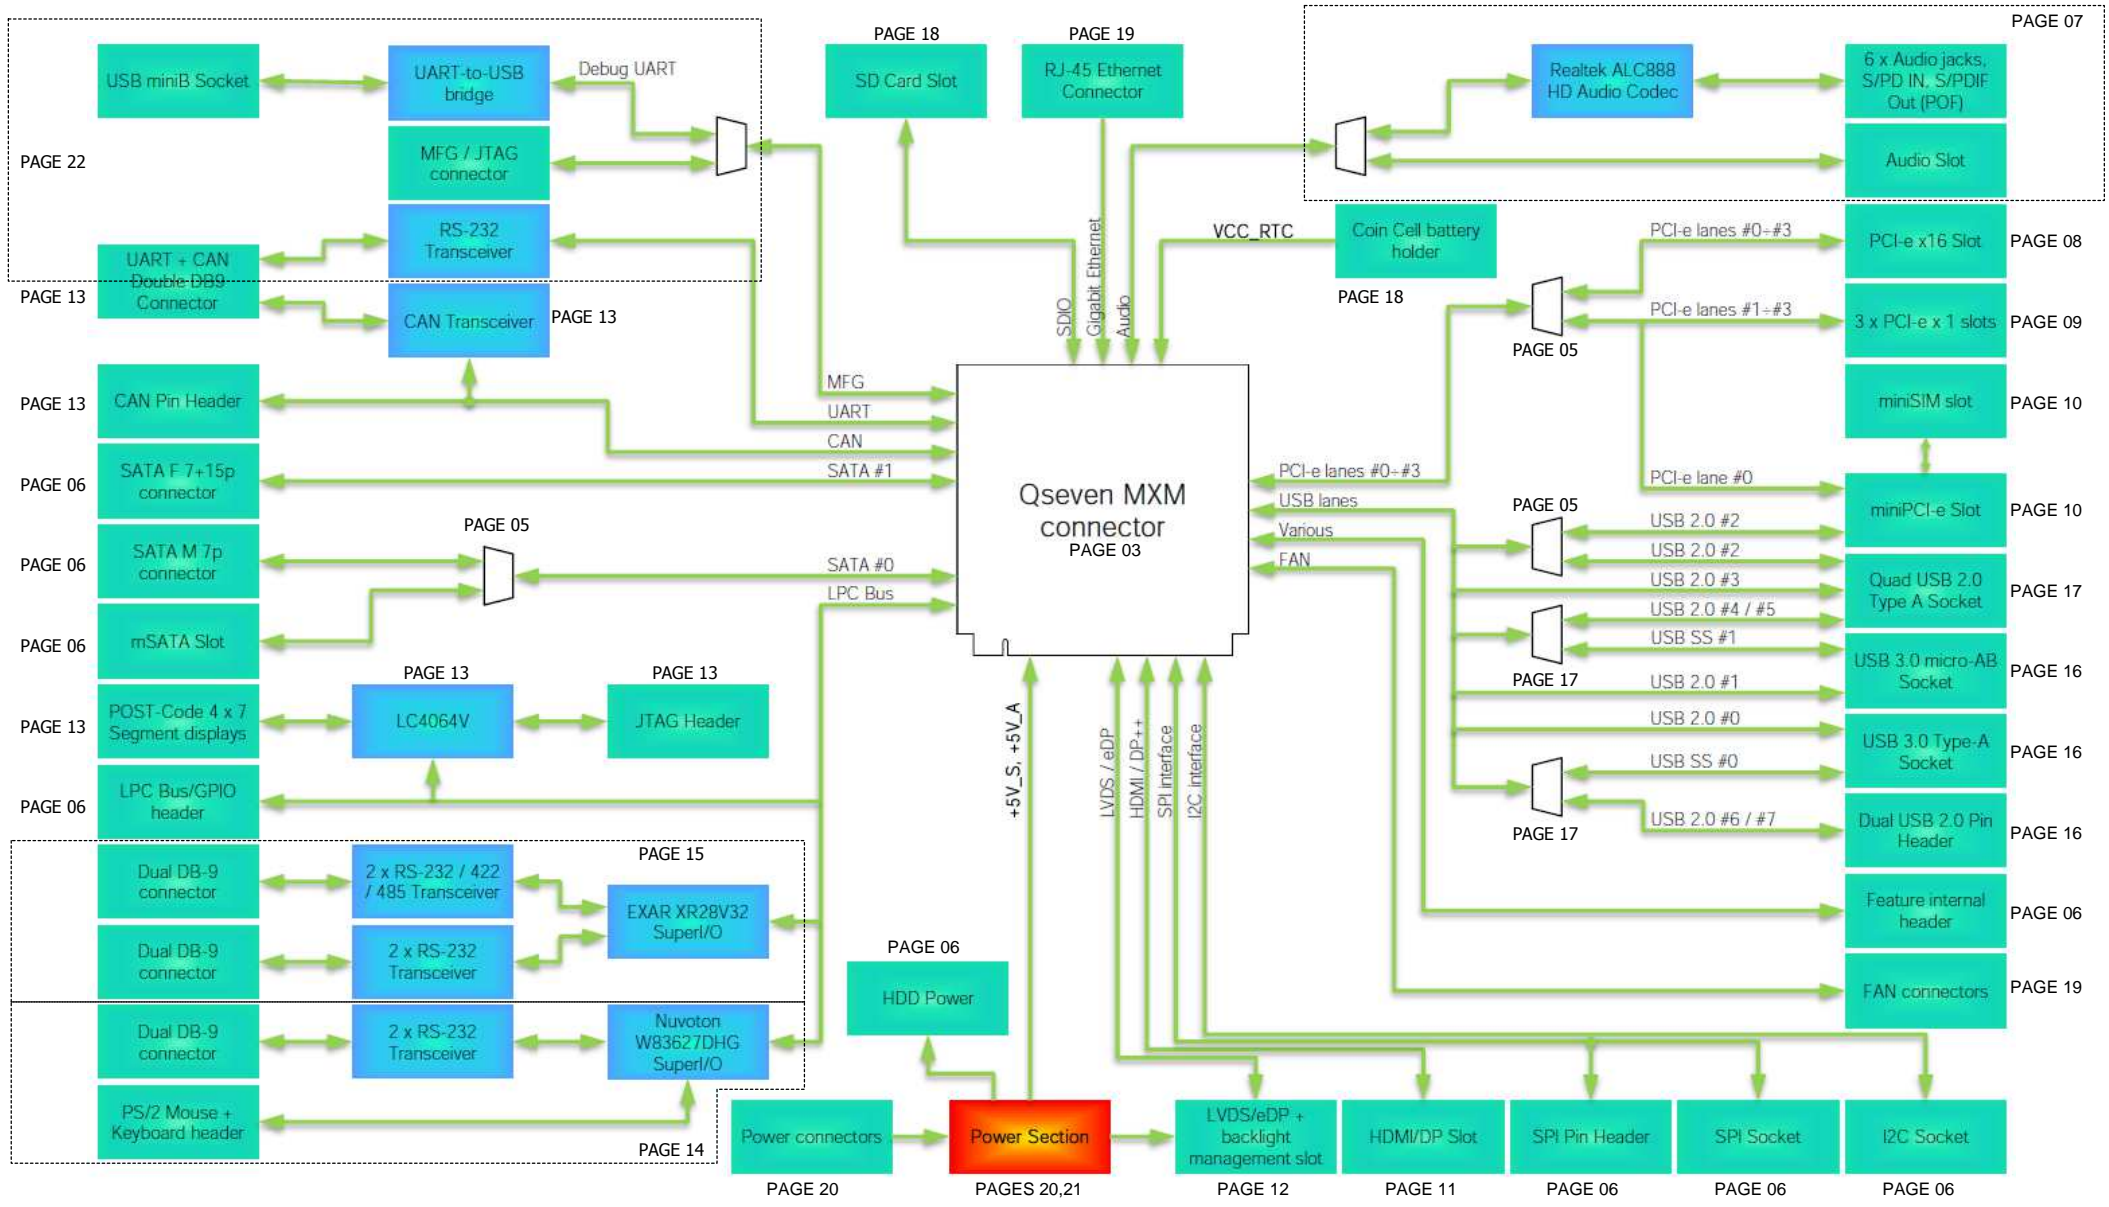 PAGE 07
PAGE 18
PAGE 19
USB miniB Socket
UART-to-USB
bridge
Debug UART
SD Card Slot
RJ-45 Ethernet
Connector
Realtek ALC888
HD Audio Codec
6 x Audio jacks,
S/PD IN, S/PDIF
Out (POF)
PAGE 22
MFG / JTAG
connector
Audio Slot
RS-232
Transceiver
VCC_RTC
Coin Cell battery
holder
PAGE 18
PCI-e lanes #0÷#3
PCI-e x16 Slot
PAGE 08
UART + CAN
Double DB9
Connector
PAGE 13
CAN Transceiver
PAGE 13
SDIO
Gigabit Ethernet
Audio
PCI-e lanes #1÷#3
3 x PCI-e x 1 slots
PAGE 09
PAGE 05
PAGE 13
CAN Pin Header
MFG
UART
CAN
SATA #1
miniSIM slot
PAGE 10
PAGE 06
SATA F 7+15p
connector
Qseven MXM
connector
PAGE 03
PCI-e lanes #0÷#3
USB lanes
Various
FAN
PCI-e lane #0
miniPCI-e Slot
PAGE 10
PAGE 05
PAGE 05
USB 2.0 #2
USB 2.0 #2
PAGE 06
SATA M 7p
connector
SATA #0
LPC Bus
USB 2.0 #3
USB 2.0 #4 / #5
Quad USB 2.0
Type A Socket
PAGE 17
PAGE 06
mSATA Slot
USB SS #1
PAGE 17
USB 2.0 #1
USB 3.0 micro-AB
Socket
PAGE 16
PAGE 13
PAGE 13
PAGE 13
POST-Code 4 x 7
Segment displays
LC4064V
JTAG Header
+5V_S, +5V_A
LVDS / eDP
HDMI / DP++
SPI interface
I2C interface
USB 2.0 #0
USB SS #0
USB 3.0 Type-A
Socket
PAGE 16
PAGE 06
LPC Bus/GPIO
header
PAGE 17
USB 2.0 #6 / #7
Dual USB 2.0 Pin
Header
PAGE 16
PAGE 15
Dual DB-9
connector
2 x RS-232 / 422
/ 485 Transceiver
EXAR XR28V32
SuperI/O
Feature internal
header
PAGE 06
Dual DB-9
connector
2 x RS-232
Transceiver
PAGE 06
HDD Power
FAN connectors
PAGE 19
Dual DB-9
connector
2 x RS-232
Transceiver
Nuvoton
W83627DHG
SuperI/O
PS/2 Mouse +
Keyboard header
PAGE 14
Power connectors
Power Section
LVDS/eDP +
backlight
management slot
HDMI/DP Slot
SPI Pin Header
SPI Socket
I2C Socket
PAGE 20
PAGES 20,21
PAGE 12
PAGE 11
PAGE 06
PAGE 06
PAGE 06